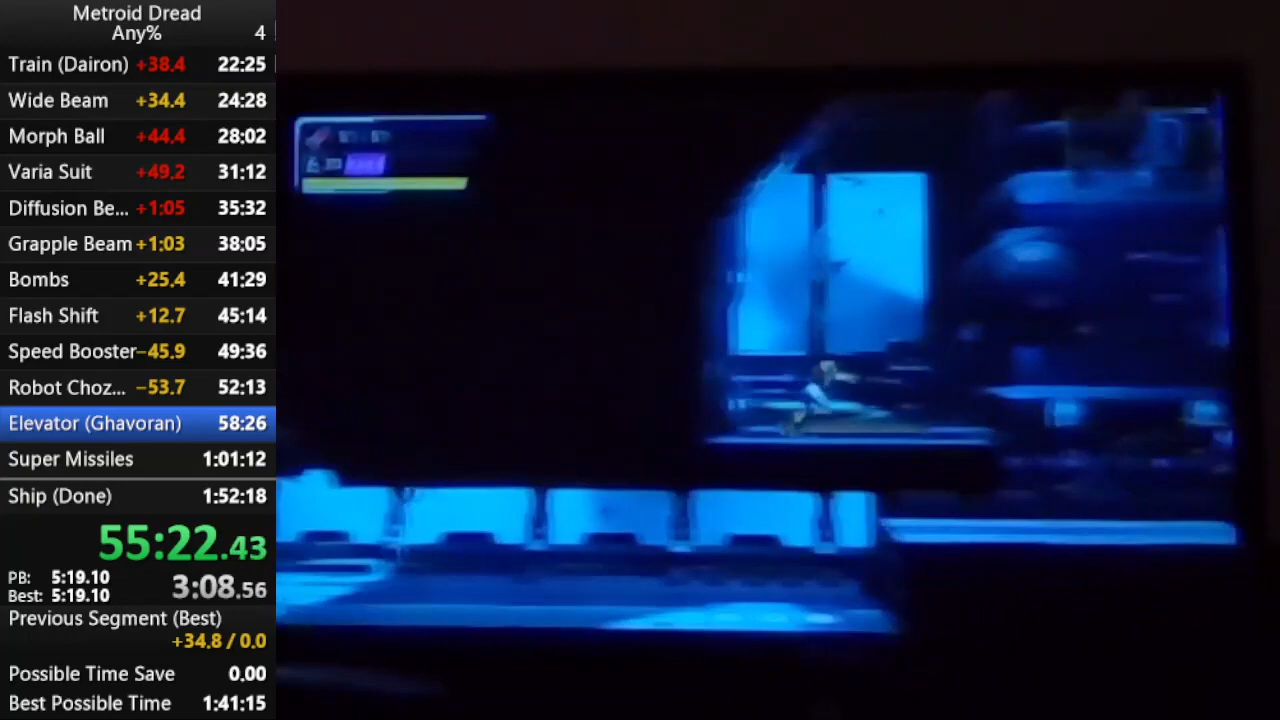 Metroid Dread
Any%
4
Train (Dairon) +38.4 22:25
Wide Beam +34.4 24:28
Morph Ball +44.4 28:02
Varia Suit +49.2 31:12
Diffusion Be... +1:05 35:32
Grapple Beam +1:03 38:05
Bombs +25.4 41:29
Flash Shift +12.7 45:14
Speed Booster −45.9 49:36
Robot Choz... −53.7 52:13
Elevator (Ghavoran) 58:26
Super Missiles 1:01:12
Ship (Done) 1:52:18
55:22.43
PB: 5:19.10 3:08.56
Best: 5:19.10
Previous Segment (Best)
+34.8 / 0.0
Possible Time Save 0.00
Best Possible Time 1:41:15